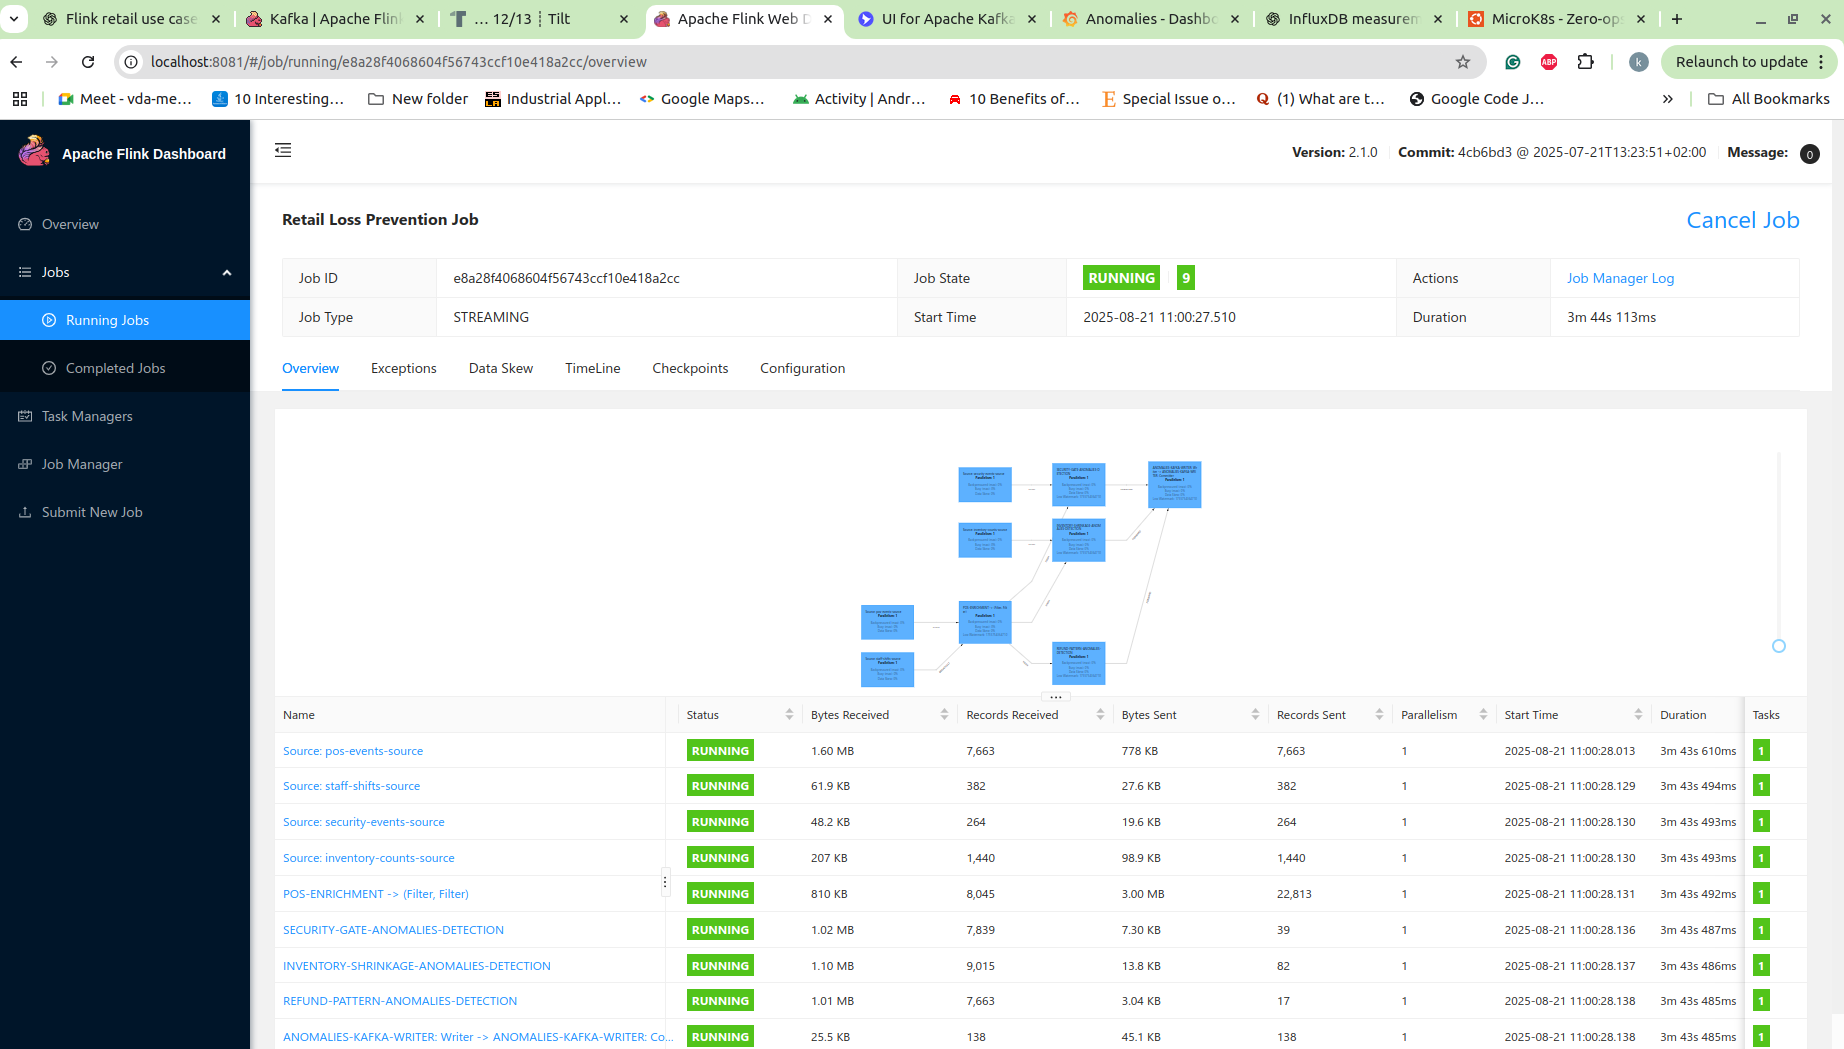 Flink retail use case
Kafka | Apache Flink
... 12/13 ┊ Tilt
Apache Flink Web D
UI for Apache Kafka
Anomalies - Dashbo
InfluxDB measurem
MicroK8s - Zero-op
localhost:8081/#/job/running/e8a28f4068604f56743ccf10e418a2cc/overview
ABP
k
Relaunch to update
Meet - vda-me...
10 Interesting...
New folder
Industrial Appl...
Google Maps...
Activity | Andr...
10 Benefits of...
Special Issue o...
(1) What are t...
Google Code J...
All Bookmarks
Apache Flink Dashboard
Version: 2.1.0
Commit: 4cb6bd3 @ 2025-07-21T13:23:51+02:00
Message: 0
Overview
Jobs
Running Jobs
Completed Jobs
Task Managers
Job Manager
Submit New Job
Retail Loss Prevention Job
Cancel Job
Job ID e8a28f4068604f56743ccf10e418a2cc Job State RUNNING 9 Actions Job Manager Log
Job Type STREAMING Start Time 2025-08-21 11:00:27.510 Duration 3m 44s 113ms
Overview Exceptions Data Skew TimeLine Checkpoints Configuration
Name Status Bytes Received Records Received Bytes Sent Records Sent Parallelism Start Time Duration Tasks
Source: pos-events-source RUNNING 1.60 MB 7,663 778 KB 7,663 1 2025-08-21 11:00:28.013 3m 43s 610ms 1
Source: staff-shifts-source RUNNING 61.9 KB 382 27.6 KB 382 1 2025-08-21 11:00:28.129 3m 43s 494ms 1
Source: security-events-source RUNNING 48.2 KB 264 19.6 KB 264 1 2025-08-21 11:00:28.130 3m 43s 493ms 1
Source: inventory-counts-source RUNNING 207 KB 1,440 98.9 KB 1,440 1 2025-08-21 11:00:28.130 3m 43s 493ms 1
POS-ENRICHMENT -> (Filter, Filter) RUNNING 810 KB 8,045 3.00 MB 22,813 1 2025-08-21 11:00:28.131 3m 43s 492ms 1
SECURITY-GATE-ANOMALIES-DETECTION RUNNING 1.02 MB 7,839 7.30 KB 39 1 2025-08-21 11:00:28.136 3m 43s 487ms 1
INVENTORY-SHRINKAGE-ANOMALIES-DETECTION RUNNING 1.10 MB 9,015 13.8 KB 82 1 2025-08-21 11:00:28.137 3m 43s 486ms 1
REFUND-PATTERN-ANOMALIES-DETECTION RUNNING 1.01 MB 7,663 3.04 KB 17 1 2025-08-21 11:00:28.138 3m 43s 485ms 1
ANOMALIES-KAFKA-WRITER: Writer -> ANOMALIES-KAFKA-WRITER: Co... RUNNING 25.5 KB 138 45.1 KB 138 1 2025-08-21 11:00:28.138 3m 43s 485ms 1